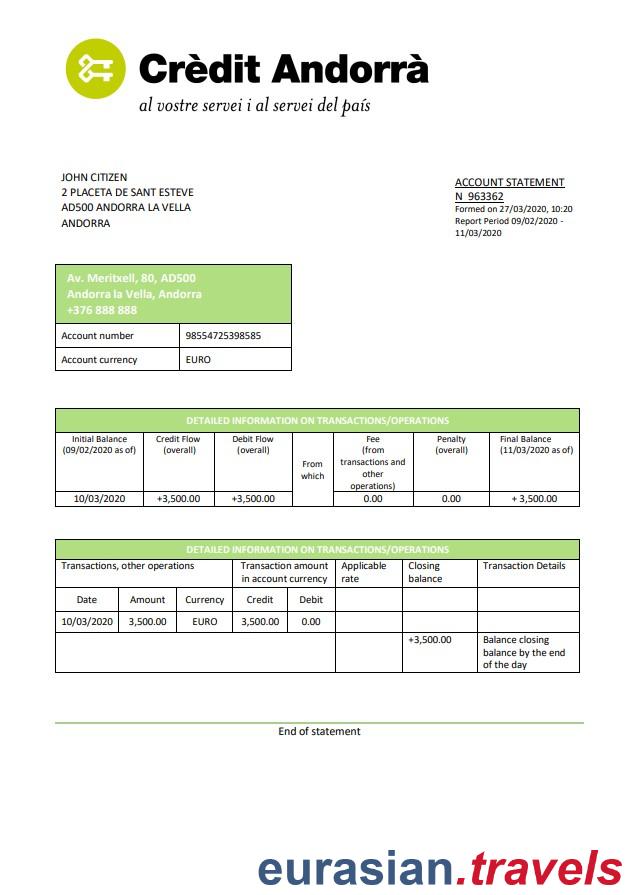 Crèdit Andorrà
al vostre servei i al servei del país
JOHN CITIZEN
2 PLACETA DE SANT ESTEVE
AD500 ANDORRA LA VELLA
ANDORRA
ACCOUNT STATEMENT
N 963362
Formed on 27/03/2020, 10:20
Report Period 09/02/2020 -
11/03/2020
Av. Meritxell, 80, AD500
Andorra la Vella, Andorra
+376 888 888
Account number 98554725398585
Account currency EURO
DETAILED INFORMATION ON TRANSACTIONS/OPERATIONS
Initial Balance
(09/02/2020 as of)
Credit Flow
(overall)
Debit Flow
(overall)
From
which
Fee
(from
transactions and
other
operations)
Penalty
(overall)
Final Balance
(11/03/2020 as of)
10/03/2020 +3,500.00 +3,500.00 0.00 0.00 + 3,500.00
DETAILED INFORMATION ON TRANSACTIONS/OPERATIONS
Transactions, other operations
Transaction amount
in account currency
Applicable
rate
Closing
balance
Transaction Details
Date Amount Currency Credit Debit
10/03/2020 3,500.00 EURO 3,500.00 0.00
+3,500.00
Balance closing
balance by the end
of the day
End of statement
eurasian.travels